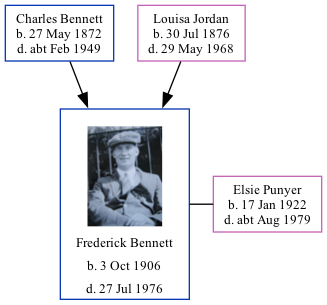 Charles Bennett
b. 27 May 1872
d. abt Feb 1949
Louisa Jordan
b. 30 Jul 1876
d. 29 May 1968
Frederick Bennett
b. 3 Oct 1906
d. 27 Jul 1976
Elsie Punyer
b. 17 Jan 1922
d. abt Aug 1979